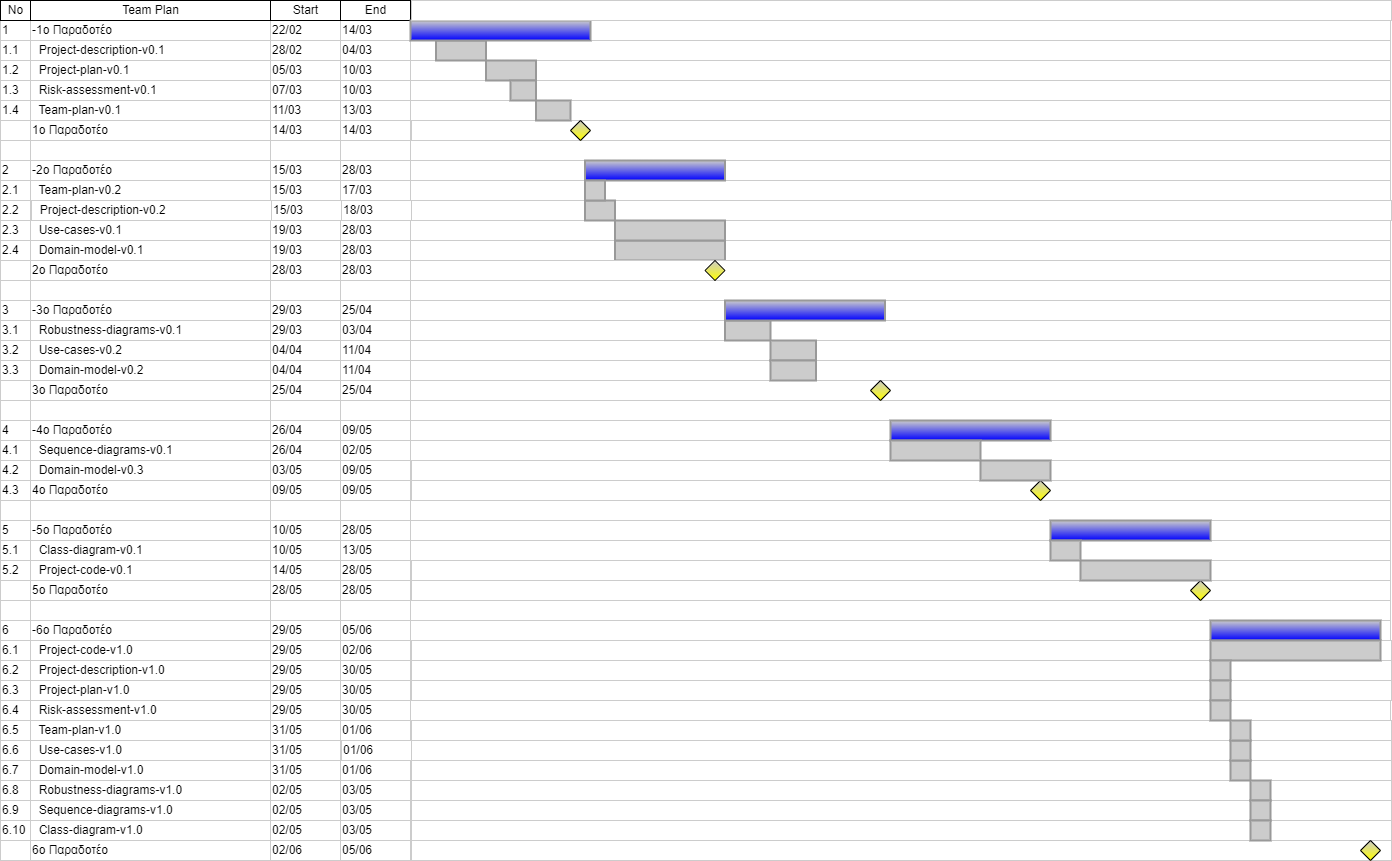 No Team Plan Start End
1 -1ο Παραδοτέο 22/02 14/03
1.1 Project-description-v0.1 28/02 04/03
1.2 Project-plan-v0.1 05/03 10/03
1.3 Risk-assessment-v0.1 07/03 10/03
1.4 Team-plan-v0.1 11/03 13/03
1ο Παραδοτέο 14/03 14/03
2 -2ο Παραδοτέο 15/03 28/03
2.1 Team-plan-v0.2 15/03 17/03
2.2 Project-description-v0.2 15/03 18/03
2.3 Use-cases-v0.1 19/03 28/03
2.4 Domain-model-v0.1 19/03 28/03
2ο Παραδοτέο 28/03 28/03
3 -3ο Παραδοτέο 29/03 25/04
3.1 Robustness-diagrams-v0.1 29/03 03/04
3.2 Use-cases-v0.2 04/04 11/04
3.3 Domain-model-v0.2 04/04 11/04
3ο Παραδοτέο 25/04 25/04
4 -4ο Παραδοτέο 26/04 09/05
4.1 Sequence-diagrams-v0.1 26/04 02/05
4.2 Domain-model-v0.3 03/05 09/05
4.3 4ο Παραδοτέο 09/05 09/05
5 -5ο Παραδοτέο 10/05 28/05
5.1 Class-diagram-v0.1 10/05 13/05
5.2 Project-code-v0.1 14/05 28/05
5ο Παραδοτέο 28/05 28/05
6 -6ο Παραδοτέο 29/05 05/06
6.1 Project-code-v1.0 29/05 02/06
6.2 Project-description-v1.0 29/05 30/05
6.3 Project-plan-v1.0 29/05 30/05
6.4 Risk-assessment-v1.0 29/05 30/05
6.5 Team-plan-v1.0 31/05 01/06
6.6 Use-cases-v1.0 31/05 01/06
6.7 Domain-model-v1.0 31/05 01/06
6.8 Robustness-diagrams-v1.0 02/05 03/05
6.9 Sequence-diagrams-v1.0 02/05 03/05
6.10 Class-diagram-v1.0 02/05 03/05
6ο Παραδοτέο 02/06 05/06